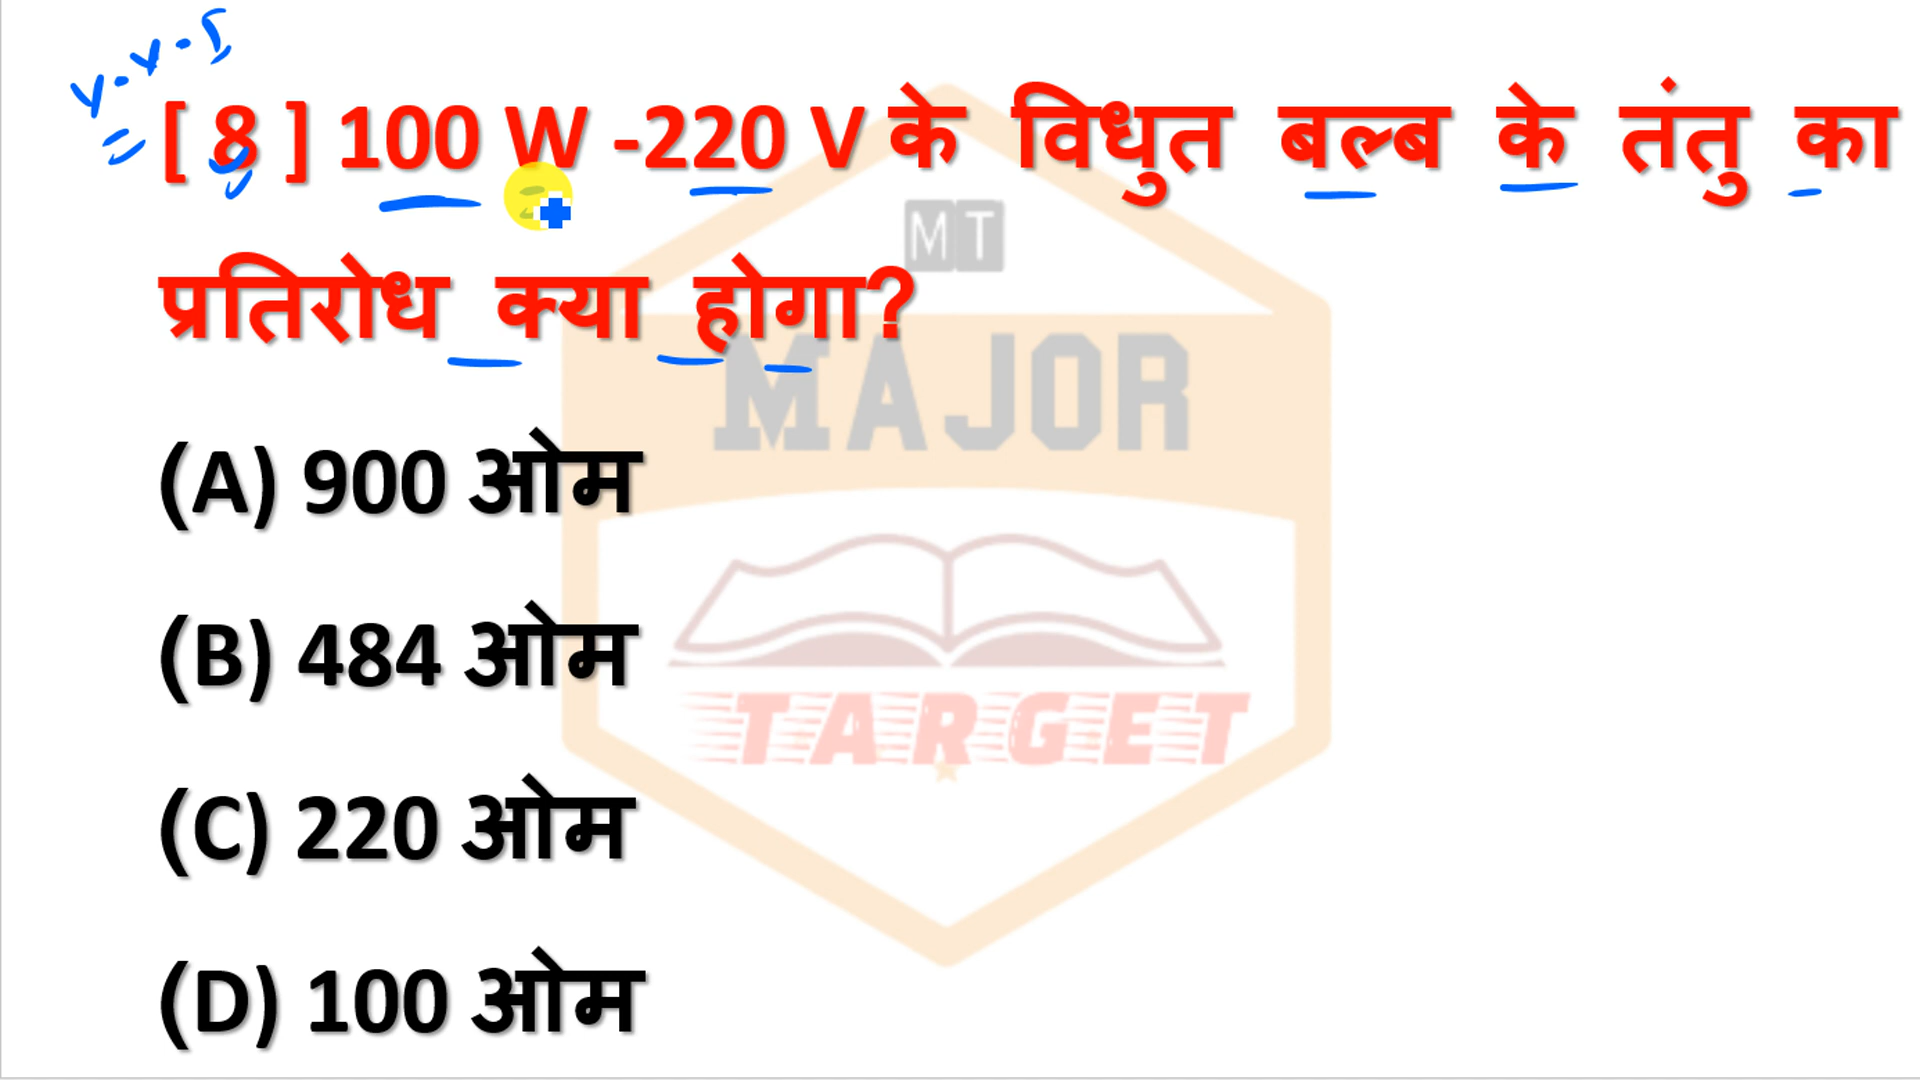 V.V.I
[ 8 ] 100 W -220 V के विधुत बल्ब के तंतु का
प्रतिरोध क्या होगा?
MT
MAJOR
(A) 900 ओम
(B) 484 ओम
TARGET
(C) 220 ओम
(D) 100 ओम